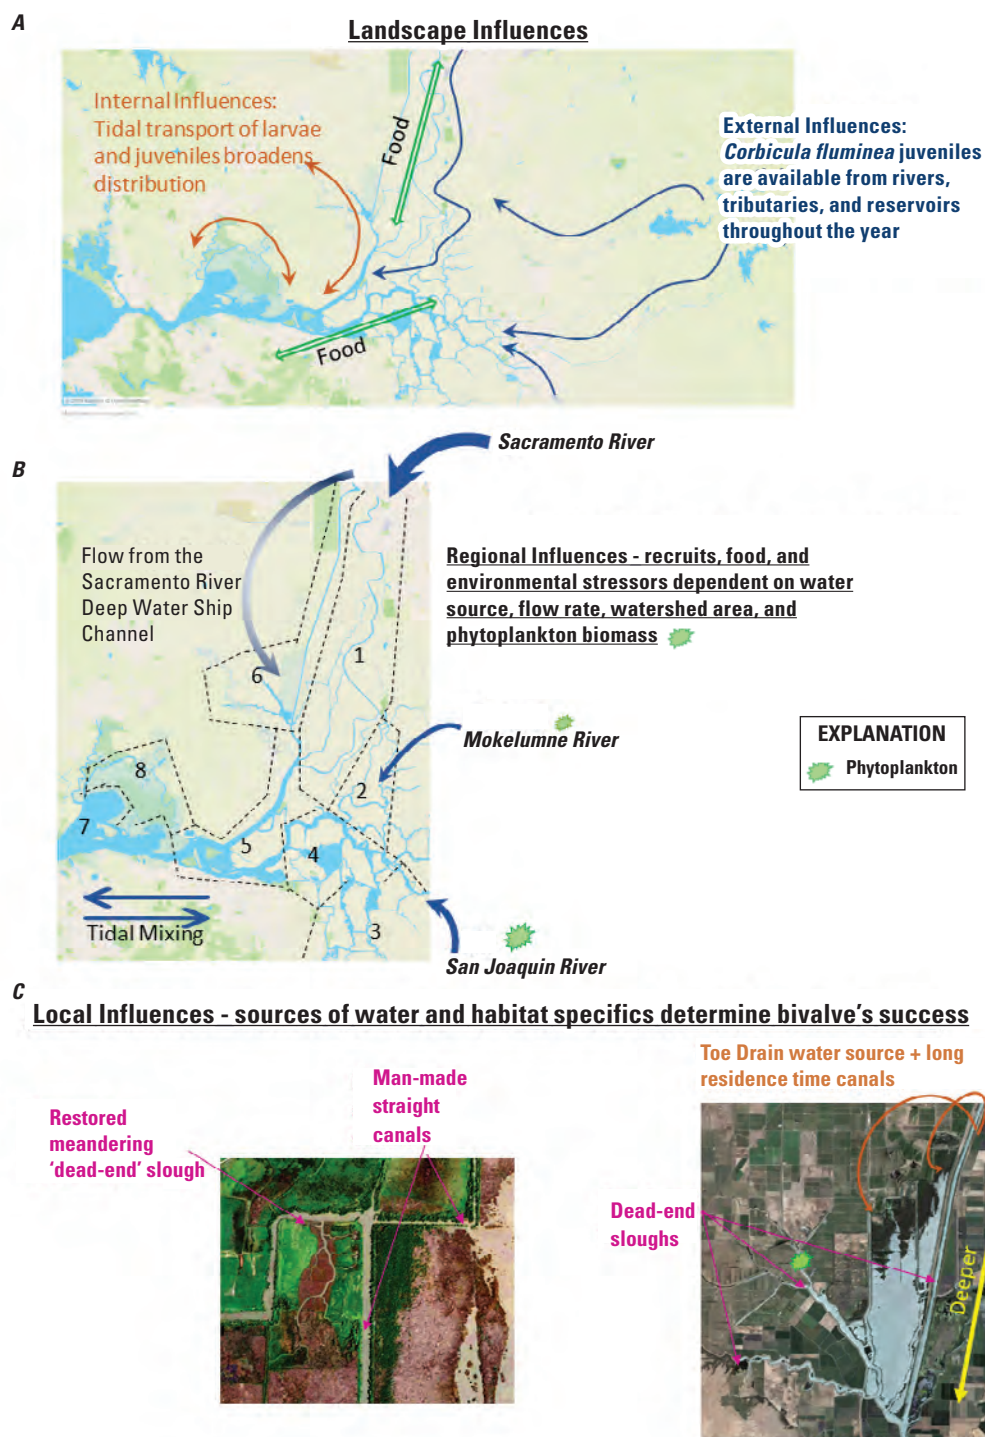 A
Landscape Influences
Internal Influences:
Tidal transport of larvae
and juveniles broadens
distribution
Food
Food
External Influences:
Corbicula fluminea juveniles
are available from rivers,
tributaries, and reservoirs
throughout the year
B
Sacramento River
Flow from the
Sacramento River
Deep Water Ship
Channel
Regional Influences - recruits, food, and
environmental stressors dependent on water
source, flow rate, watershed area, and
phytoplankton biomass
1
6
Mokelumne River
EXPLANATION
Phytoplankton
8
2
7
5
4
3
Tidal Mixing
San Joaquin River
C
Local Influences - sources of water and habitat specifics determine bivalve's success
Restored
meandering
'dead-end' slough
Man-made
straight
canals
Toe Drain water source + long
residence time canals
Dead-end
sloughs
Deeper